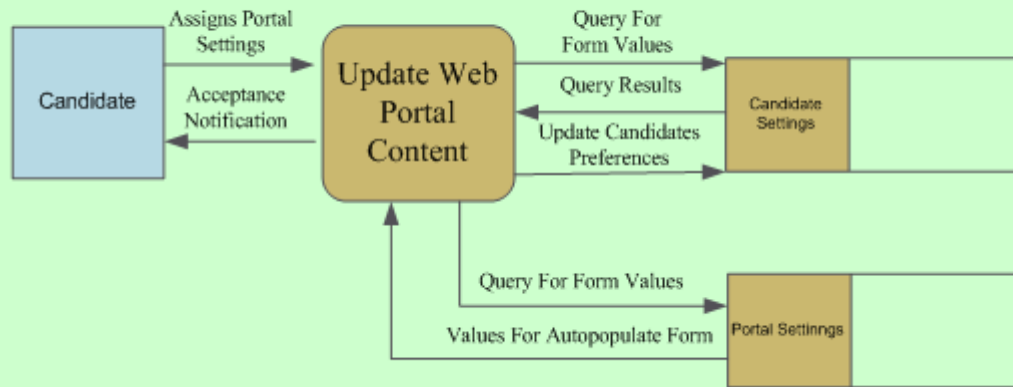 Assigns Portal
Settings
Candidate
Acceptance
Notification
Update Web
Portal
Content
Query For
Form Values
Query Results
Update Candidates
Preferences
Candidate
Settings
Query For Form Values
Values For Autopopulate Form
Portal Settinngs